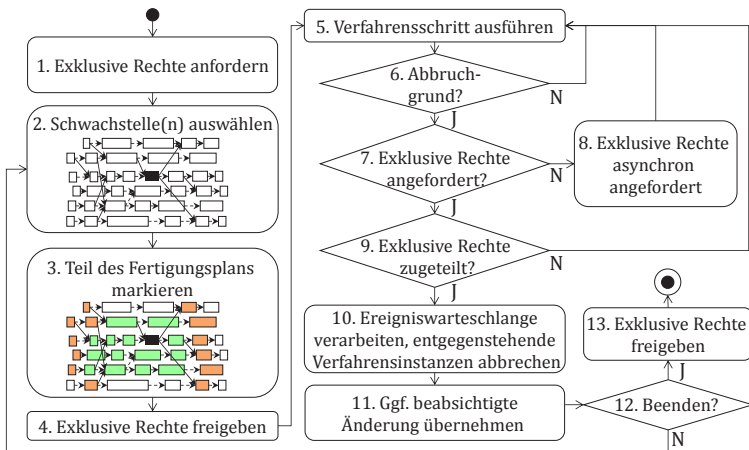 1. Exklusive Rechte anfordern
2. Schwachstelle(n) auswählen
3. Teil des Fertigungsplans
markieren
4. Exklusive Rechte freigeben
5. Verfahrensschritt ausführen
6. Abbruch-
grund?
N
J
7. Exklusive Rechte
angefordert?
N
J
8. Exklusive Rechte
asynchron
angefordert
9. Exklusive Rechte
zugeteilt?
N
J
10. Ereigniswarteschlange
verarbeiten, entgegenstehende
Verfahrensinstanzen abbrechen
11. Ggf. beabsichtigte
Änderung übernehmen
12. Beenden?
J
N
13. Exklusive Rechte
freigeben